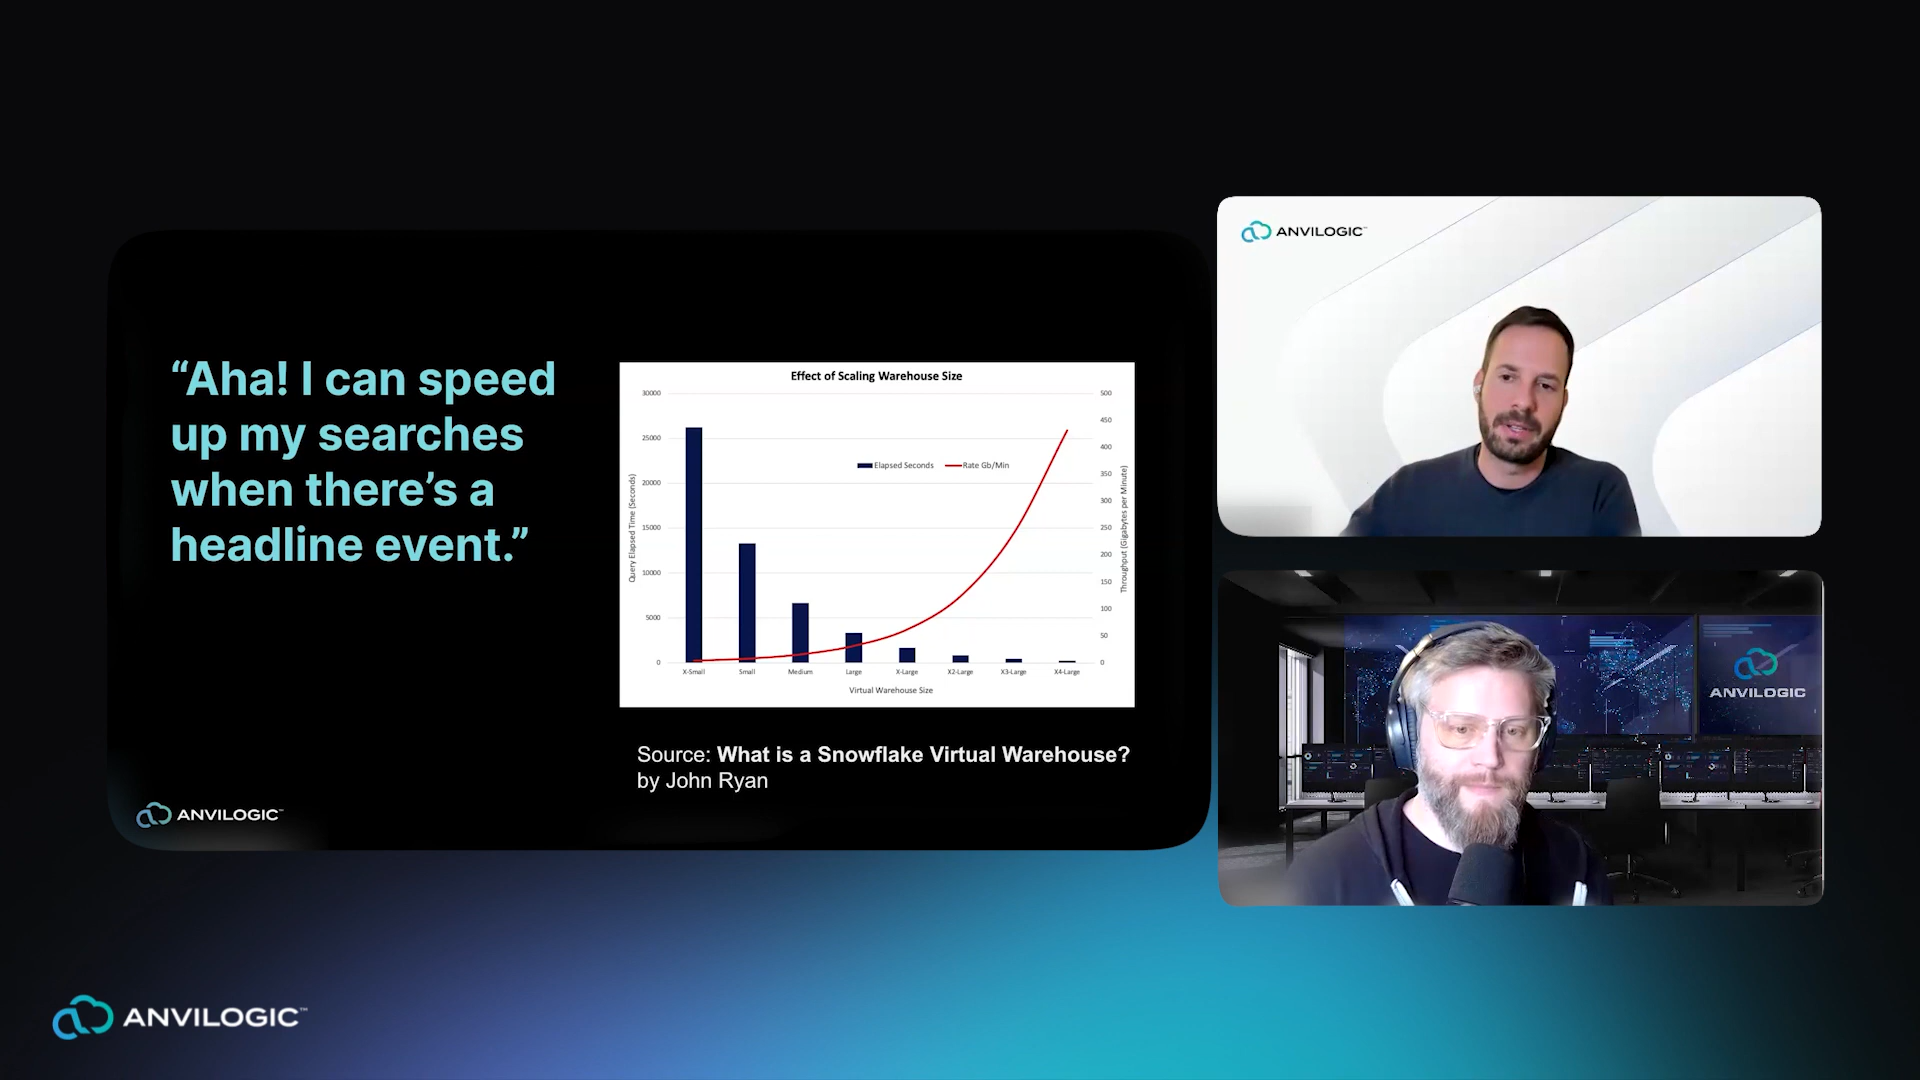 “Aha! I can speed
up my searches
when there’s a
headline event.”
Effect of Scaling Warehouse Size
30000
25000
20000
15000
10000
5000
0
Query Elapsed Time (Seconds)
Elapsed Seconds
Rate Gb/Min
500
450
400
350
300
250
200
150
100
50
0
Throughput (Gigabytes per Minute)
X-Small Small Medium Large X-Large X2-Large X3-Large X4-Large
Virtual Warehouse Size
Source: What is a Snowflake Virtual Warehouse?
by John Ryan
ANVILOGIC™
ANVILOGIC™
ANVILOGIC
ANVILOGIC™